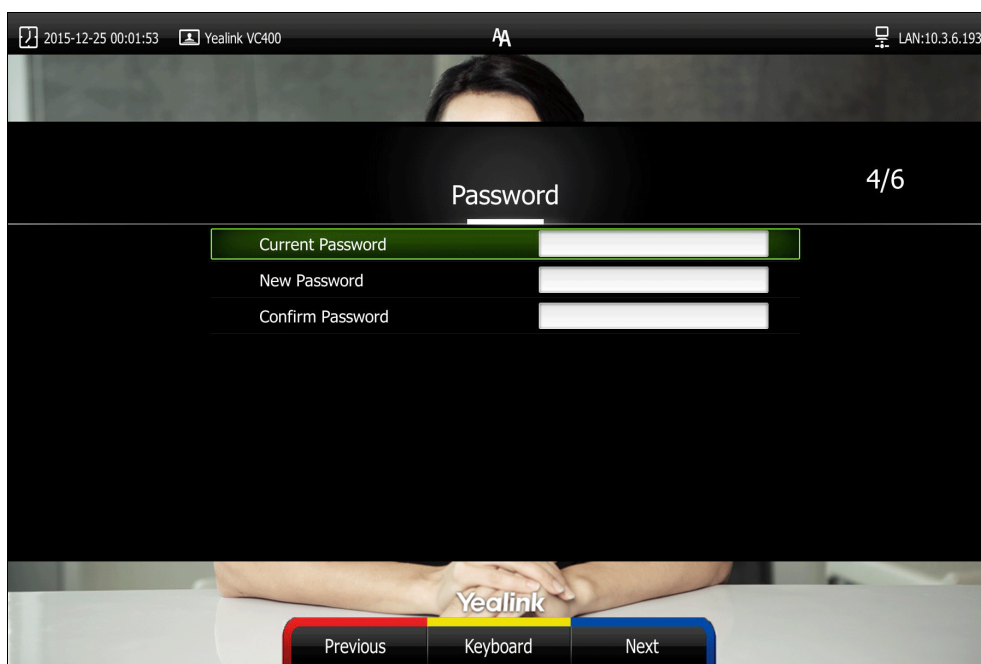 2015-12-25 00:01:53 Yealink VC400 AA LAN:10.3.6.193
4/6
Password
Current Password
New Password
Confirm Password
Yealink
Previous Keyboard Next